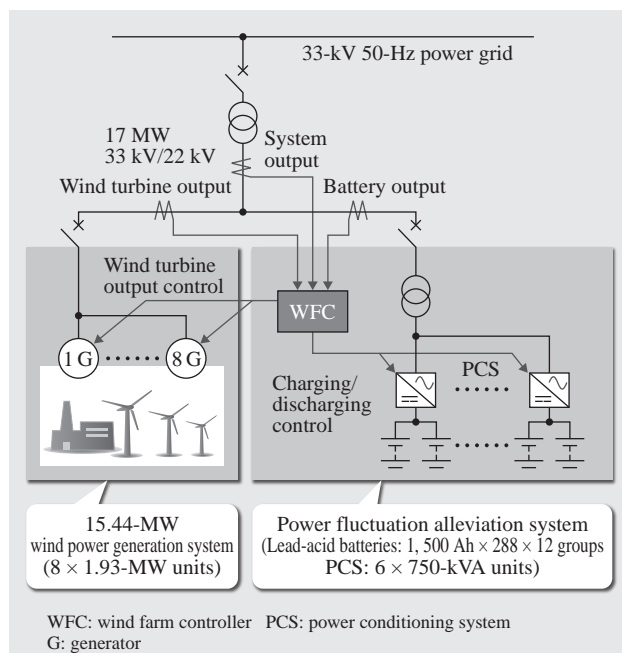 33-kV 50-Hz power grid
17 MW
33 kV/22 kV
System
output
Wind turbine output
Battery output
Wind turbine
output control
WFC
1 G
8 G
Charging/
discharging
control
PCS
15.44-MW
wind power generation system
(8 × 1.93-MW units)
Power fluctuation alleviation system
(Lead-acid batteries: 1, 500 Ah × 288 × 12 groups
PCS: 6 × 750-kVA units)
WFC: wind farm controller PCS: power conditioning system
G: generator